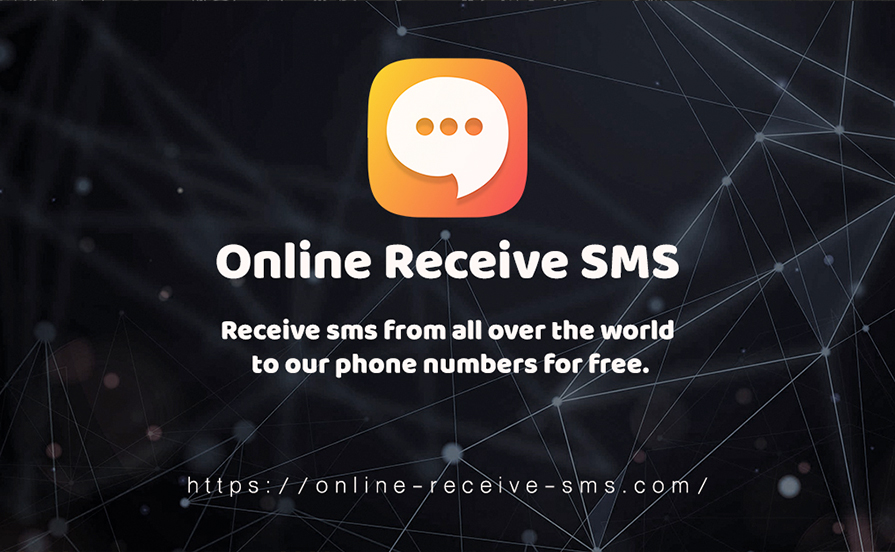 Online Receive SMS
Receive sms from all over the world
to our phone numbers for free.
https://online-receive-sms.com/